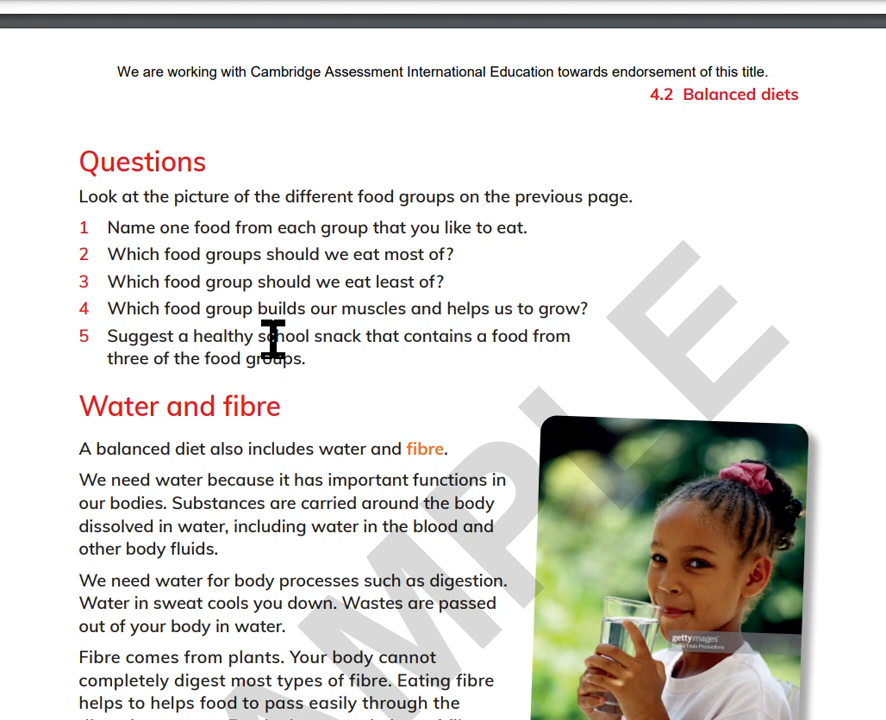 We are working with Cambridge Assessment International Education towards endorsement of this title.
4.2 Balanced diets
Questions
Look at the picture of the different food groups on the previous page.
1 Name one food from each group that you like to eat.
2 Which food groups should we eat most of?
3 Which food group should we eat least of?
4 Which food group builds our muscles and helps us to grow?
5 Suggest a healthy school snack that contains a food from
three of the food groups.
Water and fibre
A balanced diet also includes water and fibre.
We need water because it has important functions in
our bodies. Substances are carried around the body
dissolved in water, including water in the blood and
other body fluids.
We need water for body processes such as digestion.
Water in sweat cools you down. Wastes are passed
out of your body in water.
Fibre comes from plants. Your body cannot
completely digest most types of fibre. Eating fibre
helps to helps food to pass easily through the
gettyimages
AMPLE